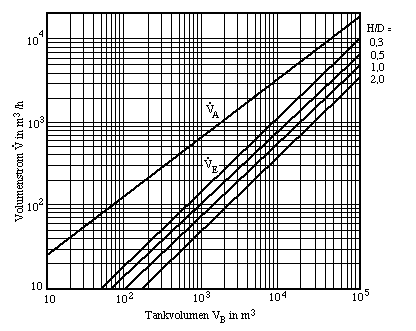 H/D =
10⁴
0,3
0,5
1,0
2,0
V̇A
10³
V̇E
10²
10
Volumenstrom V̇ in m³/h
10 10² 10³ 10⁴ 10⁵
Tankvolumen VB in m³